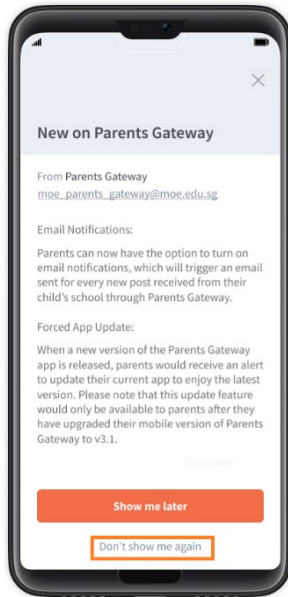 New on Parents Gateway
From Parents Gateway
moe_parents_gateway@moe.edu.sg
Email Notifications:
Parents can now have the option to turn on
email notifications, which will trigger an email
sent for every new post received from their
child's school through Parents Gateway.
Forced App Update:
When a new version of the Parents Gateway
app is released, parents would receive an alert
to update their current app to enjoy the latest
version. Please note that this update feature
would only be available to parents after they
have upgraded their mobile version of Parents
Gateway to v3.1.
Show me later
Don't show me again